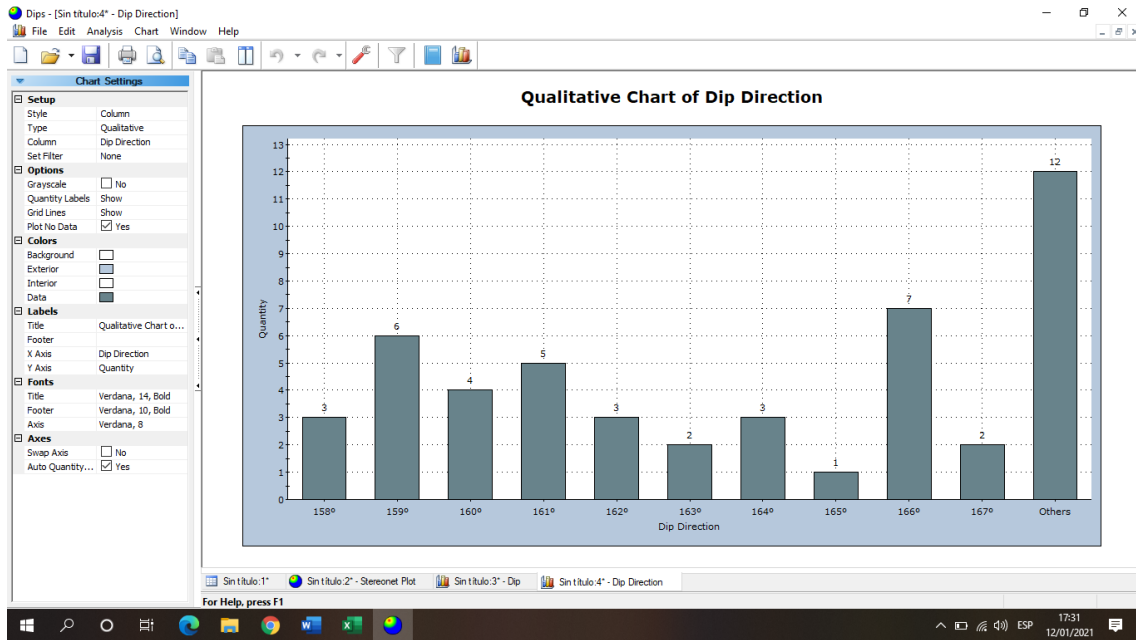 Dips - [Sin título:4* - Dip Direction]
File Edit Analysis Chart Window Help
Chart Settings
Setup
Style Column
Type Qualitative
Column Dip Direction
Set Filter None
Options
Grayscale No
Quantity Labels Show
Grid Lines Show
Plot No Data Yes
Colors
Background
Exterior
Interior
Data
Labels
Title Qualitative Chart o...
Footer
X Axis Dip Direction
Y Axis Quantity
Fonts
Title Verdana, 14, Bold
Footer Verdana, 10, Bold
Axis Verdana, 8
Axes
Swap Axis No
Auto Quantity... Yes
Qualitative Chart of Dip Direction
Quantity
13
12
11
10
9
8
7
6
5
4
3
2
1
0
3 6 4 5 3 2 3 1 7 2 12
158º 159º 160º 161º 162º 163º 164º 165º 166º 167º Others
Dip Direction
Sin título:1* Sin título:2* - Stereonet Plot Sin título:3* - Dip Sin título:4* - Dip Direction
For Help, press F1
ESP
17:31
12/01/2021